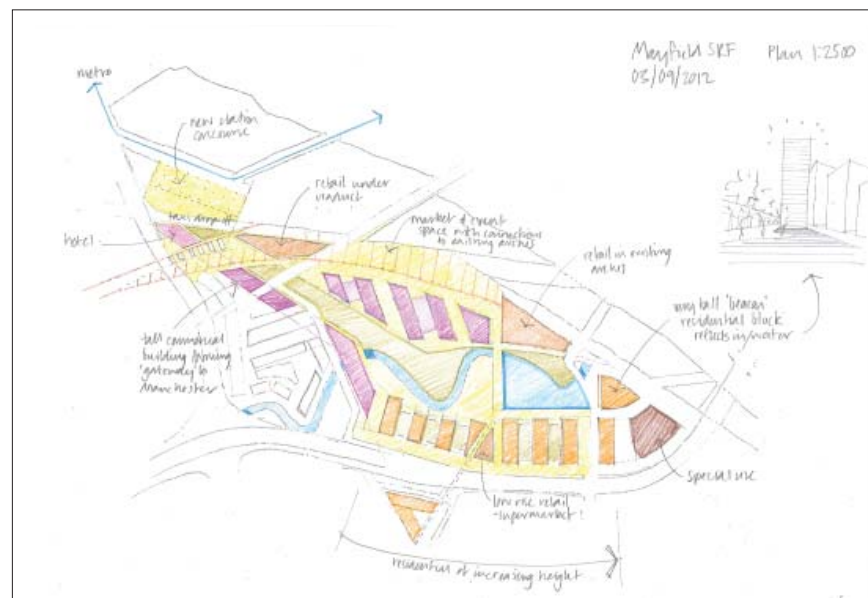 Mayfield SRF Plan 1:2500
03/09/2012
metro
new station
concourse
taxi drop off
hotel
retail under
viaduct
market & event
space with connections
to existing arches
retail in existing
arches
very tall 'beacon'
residential block
reflects in water
tall commercial
building forming
'gateway' to
Manchester
special use
low rise retail
- supermarket?
residential of increasing height